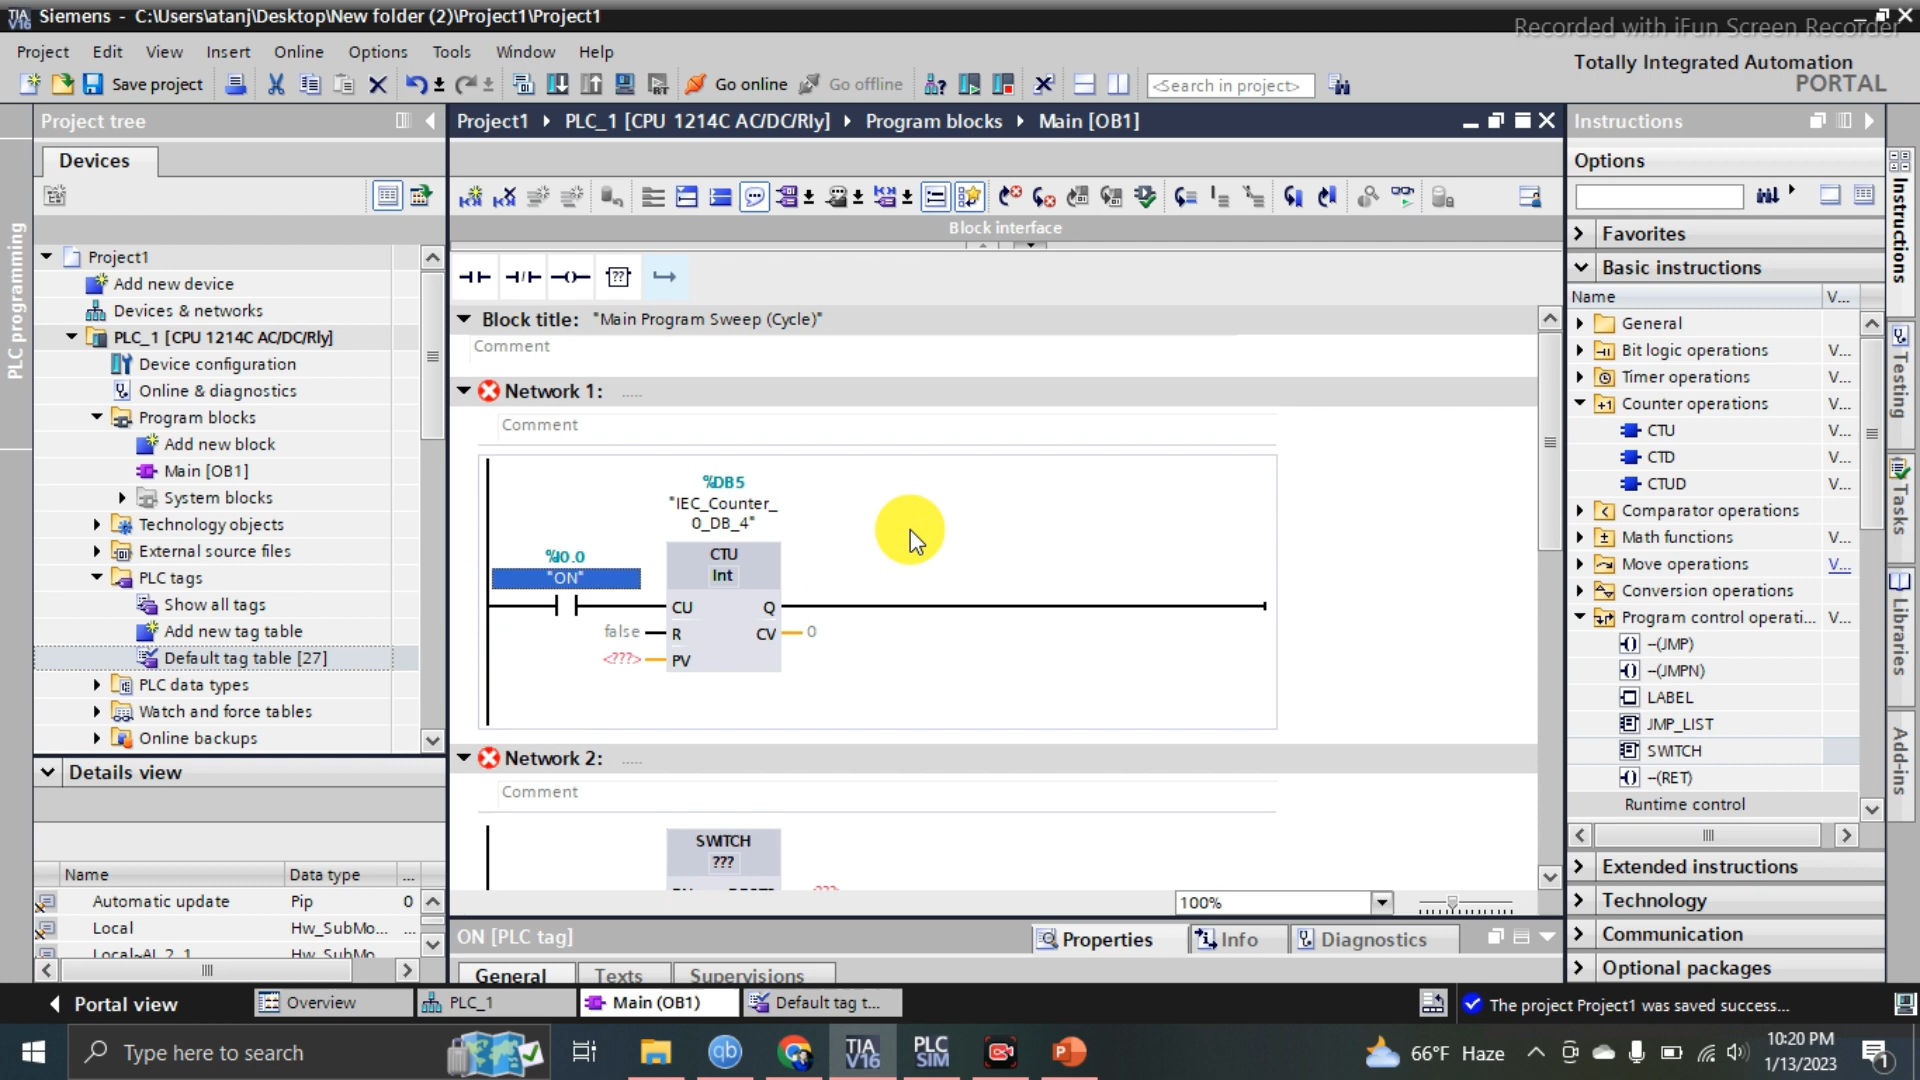 Siemens - C:\Users\atanj\Desktop\New folder (2)\Project1\Project1
Recorded with iFun Screen Recorder
Project Edit View Insert Online Options Tools Window Help
Totally Integrated Automation
PORTAL
Save project
Go online
Go offline
<Search in project>
Project tree
Project1 PLC_1 [CPU 1214C AC/DC/Rly] Program blocks Main [OB1]
Instructions
Devices
Options
Block interface
PLC programming
Project1
Add new device
Devices & networks
PLC_1 [CPU 1214C AC/DC/Rly]
Device configuration
Online & diagnostics
Program blocks
Add new block
Main [OB1]
System blocks
Technology objects
External source files
PLC tags
Show all tags
Add new tag table
Default tag table [27]
PLC data types
Watch and force tables
Online backups
Details view
Name Data type ...
Automatic update Pip 0
Local Hw_SubMo... ...
Local~AI_2_1 Hw_SubMo
??
Block title: "Main Program Sweep (Cycle)"
Comment
Network 1: .....
Comment
%DB5
"IEC_Counter_
0_DB_4"
%I0.0
"ON"
CTU
Int
CU Q
false R CV 0
<???> PV
Network 2: .....
Comment
SWITCH
???
100%
ON [PLC tag]
Properties Info Diagnostics
General Texts Supervisions
Favorites
Basic instructions
Name V...
General
Bit logic operations V...
Timer operations V...
Counter operations V...
CTU V...
CTD V...
CTUD V...
Comparator operations
Math functions V...
Move operations V...
Conversion operations
Program control operati... V...
-(JMP)
-(JMPN)
LABEL
JMP_LIST
SWITCH
-(RET)
Runtime control
Extended instructions
Technology
Communication
Optional packages
Instructions
Testing
Tasks
Libraries
Add-ins
Portal view
Overview
PLC_1
Main (OB1)
Default tag t...
The project Project1 was saved success...
Type here to search
TIA V16
PLC SIM
66°F Haze
10:20 PM
1/13/2023
1